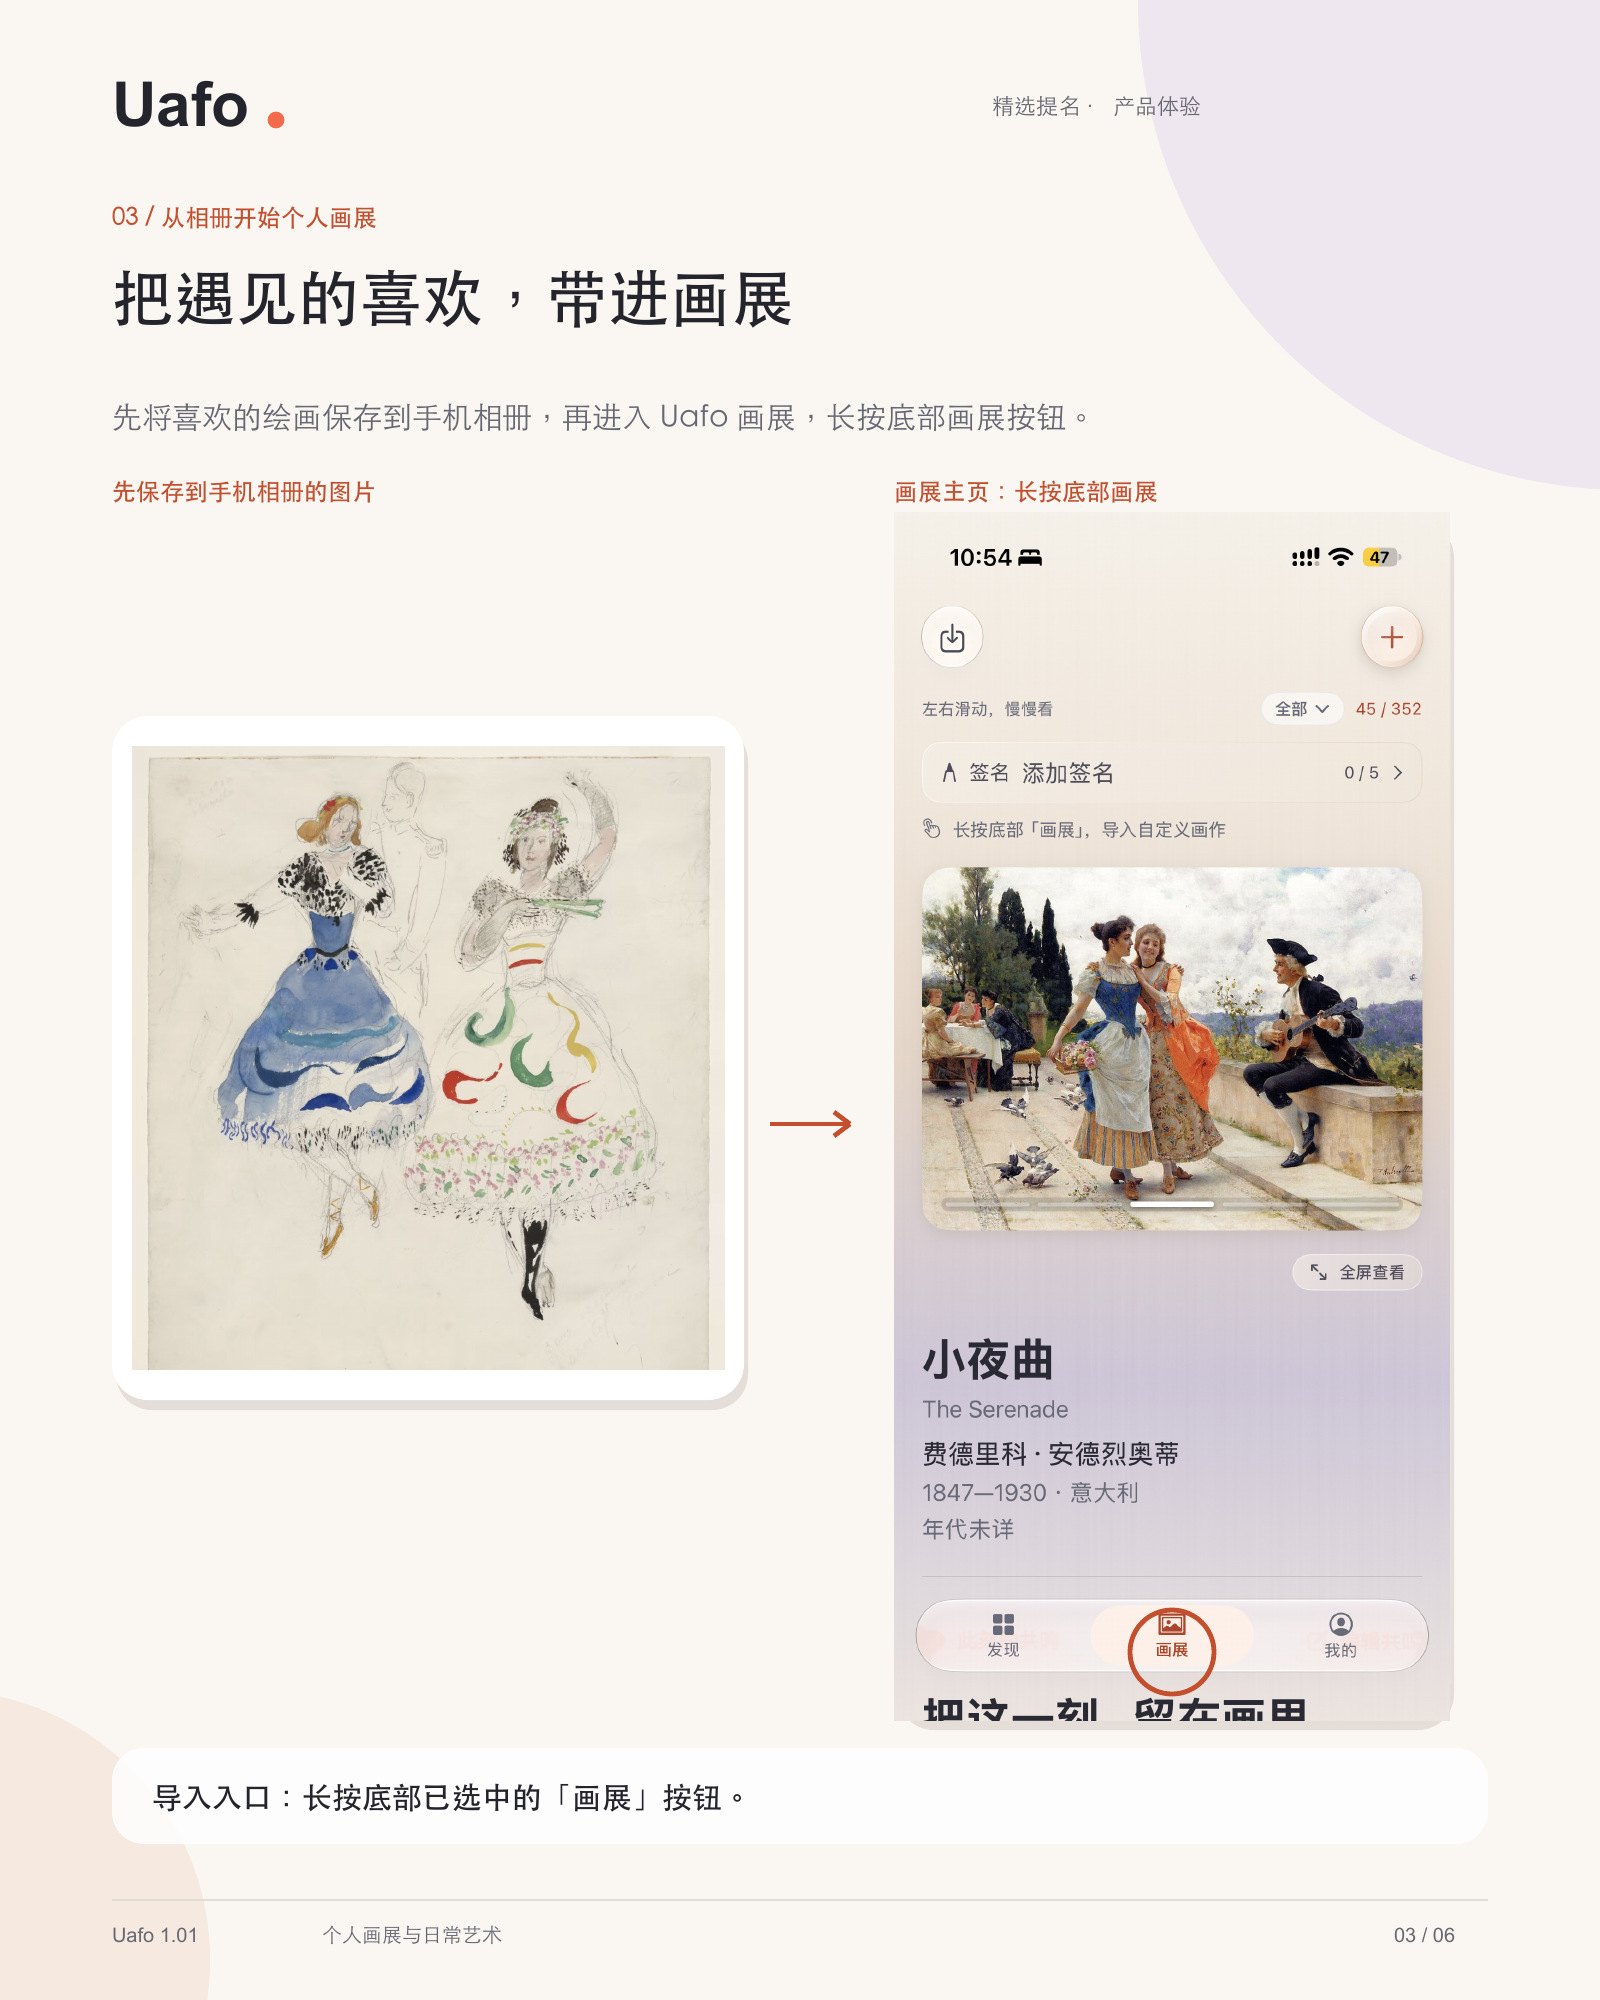 Uafo.
精选提名 · 产品体验
03 / 从相册开始个人画展
把遇见的喜欢，带进画展
先将喜欢的绘画保存到手机相册，再进入 Uafo 画展，长按底部画展按钮。
先保存到手机相册的图片
画展主页：长按底部画展
10:54
47
左右滑动，慢慢看
全部
45 / 352
签名 添加签名
0 / 5
长按底部「画展」，导入自定义画作
全屏查看
小夜曲
The Serenade
费德里科 · 安德烈奥蒂
1847—1930 · 意大利
年代未详
发现
画展
我的
把这一刻 留在画里
导入入口：长按底部已选中的「画展」按钮。
Uafo 1.01
个人画展与日常艺术
03 / 06